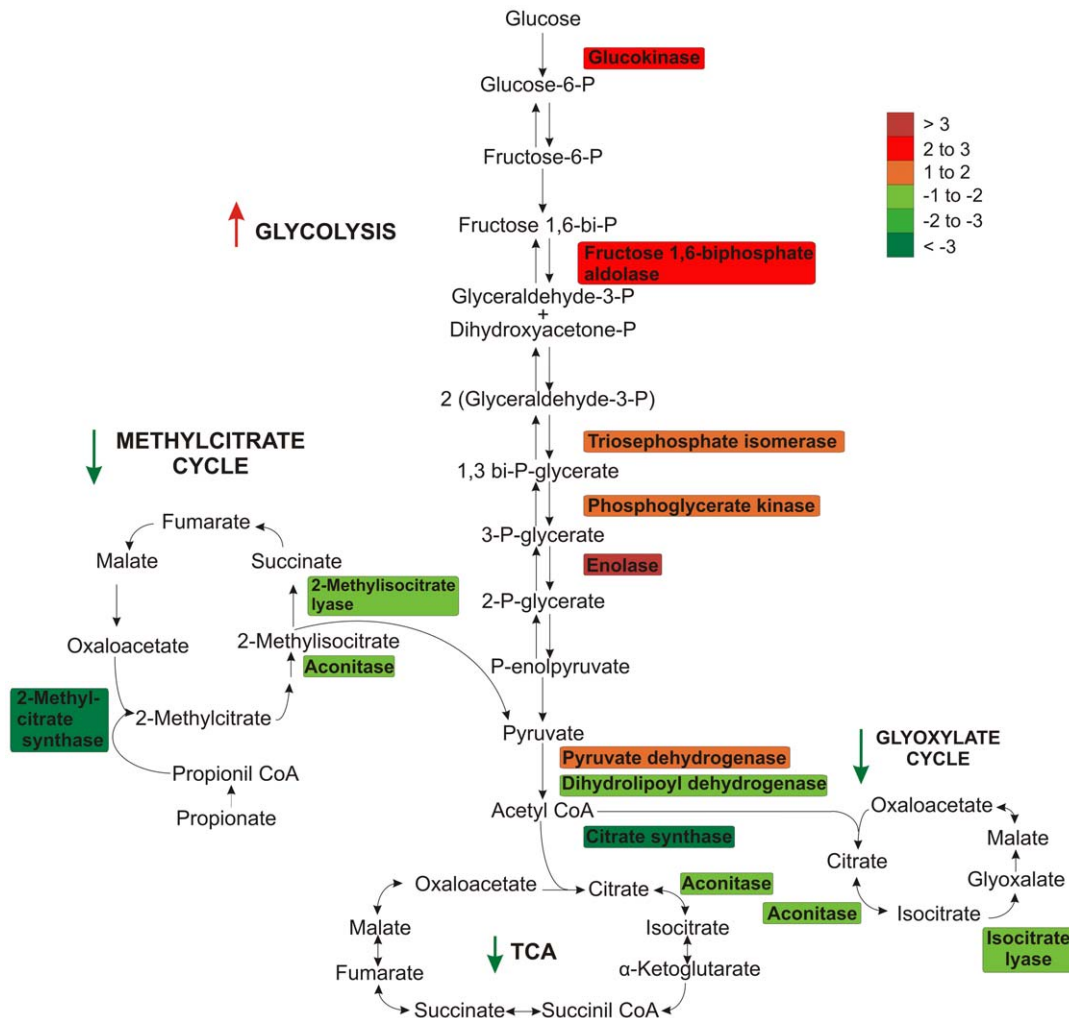 Glucose
Glucokinase
Glucose-6-P
Fructose-6-P
> 3
2 to 3
1 to 2
-1 to -2
-2 to -3
< -3
GLYCOLYSIS
Fructose 1,6-bi-P
Fructose 1,6-biphosphate
aldolase
Glyceraldehyde-3-P
+
Dihydroxyacetone-P
2 (Glyceraldehyde-3-P)
Triosephosphate isomerase
1,3 bi-P-glycerate
Phosphoglycerate kinase
3-P-glycerate
Enolase
2-P-glycerate
P-enolpyruvate
Pyruvate
Pyruvate dehydrogenase
Dihydrolipoyl dehydrogenase
Acetyl CoA
Citrate synthase
METHYLCITRATE
CYCLE
Fumarate
Malate
Succinate
2-Methylisocitrate
lyase
Oxaloacetate
2-Methylisocitrate
Aconitase
2-Methyl-
citrate
synthase
2-Methylcitrate
Propionil CoA
Propionate
GLYOXYLATE
CYCLE
Oxaloacetate
Malate
Citrate
Glyoxalate
Aconitase
Isocitrate
Isocitrate
lyase
Oxaloacetate
Citrate
Aconitase
Malate
Isocitrate
TCA
Fumarate
α-Ketoglutarate
Succinate
Succinil CoA